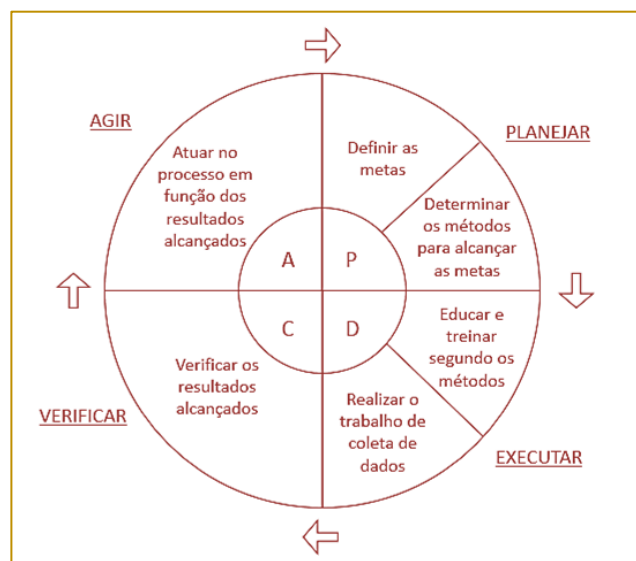 AGIR
Atuar no
processo em
função dos
resultados
alcançados
A
PLANEJAR
Definir as
metas
Determinar
os métodos
para alcançar
as metas
P
EXECUTAR
Educar e
treinar
segundo os
métodos
Realizar o
trabalho de
coleta de
dados
D
VERIFICAR
Verificar os
resultados
alcançados
C